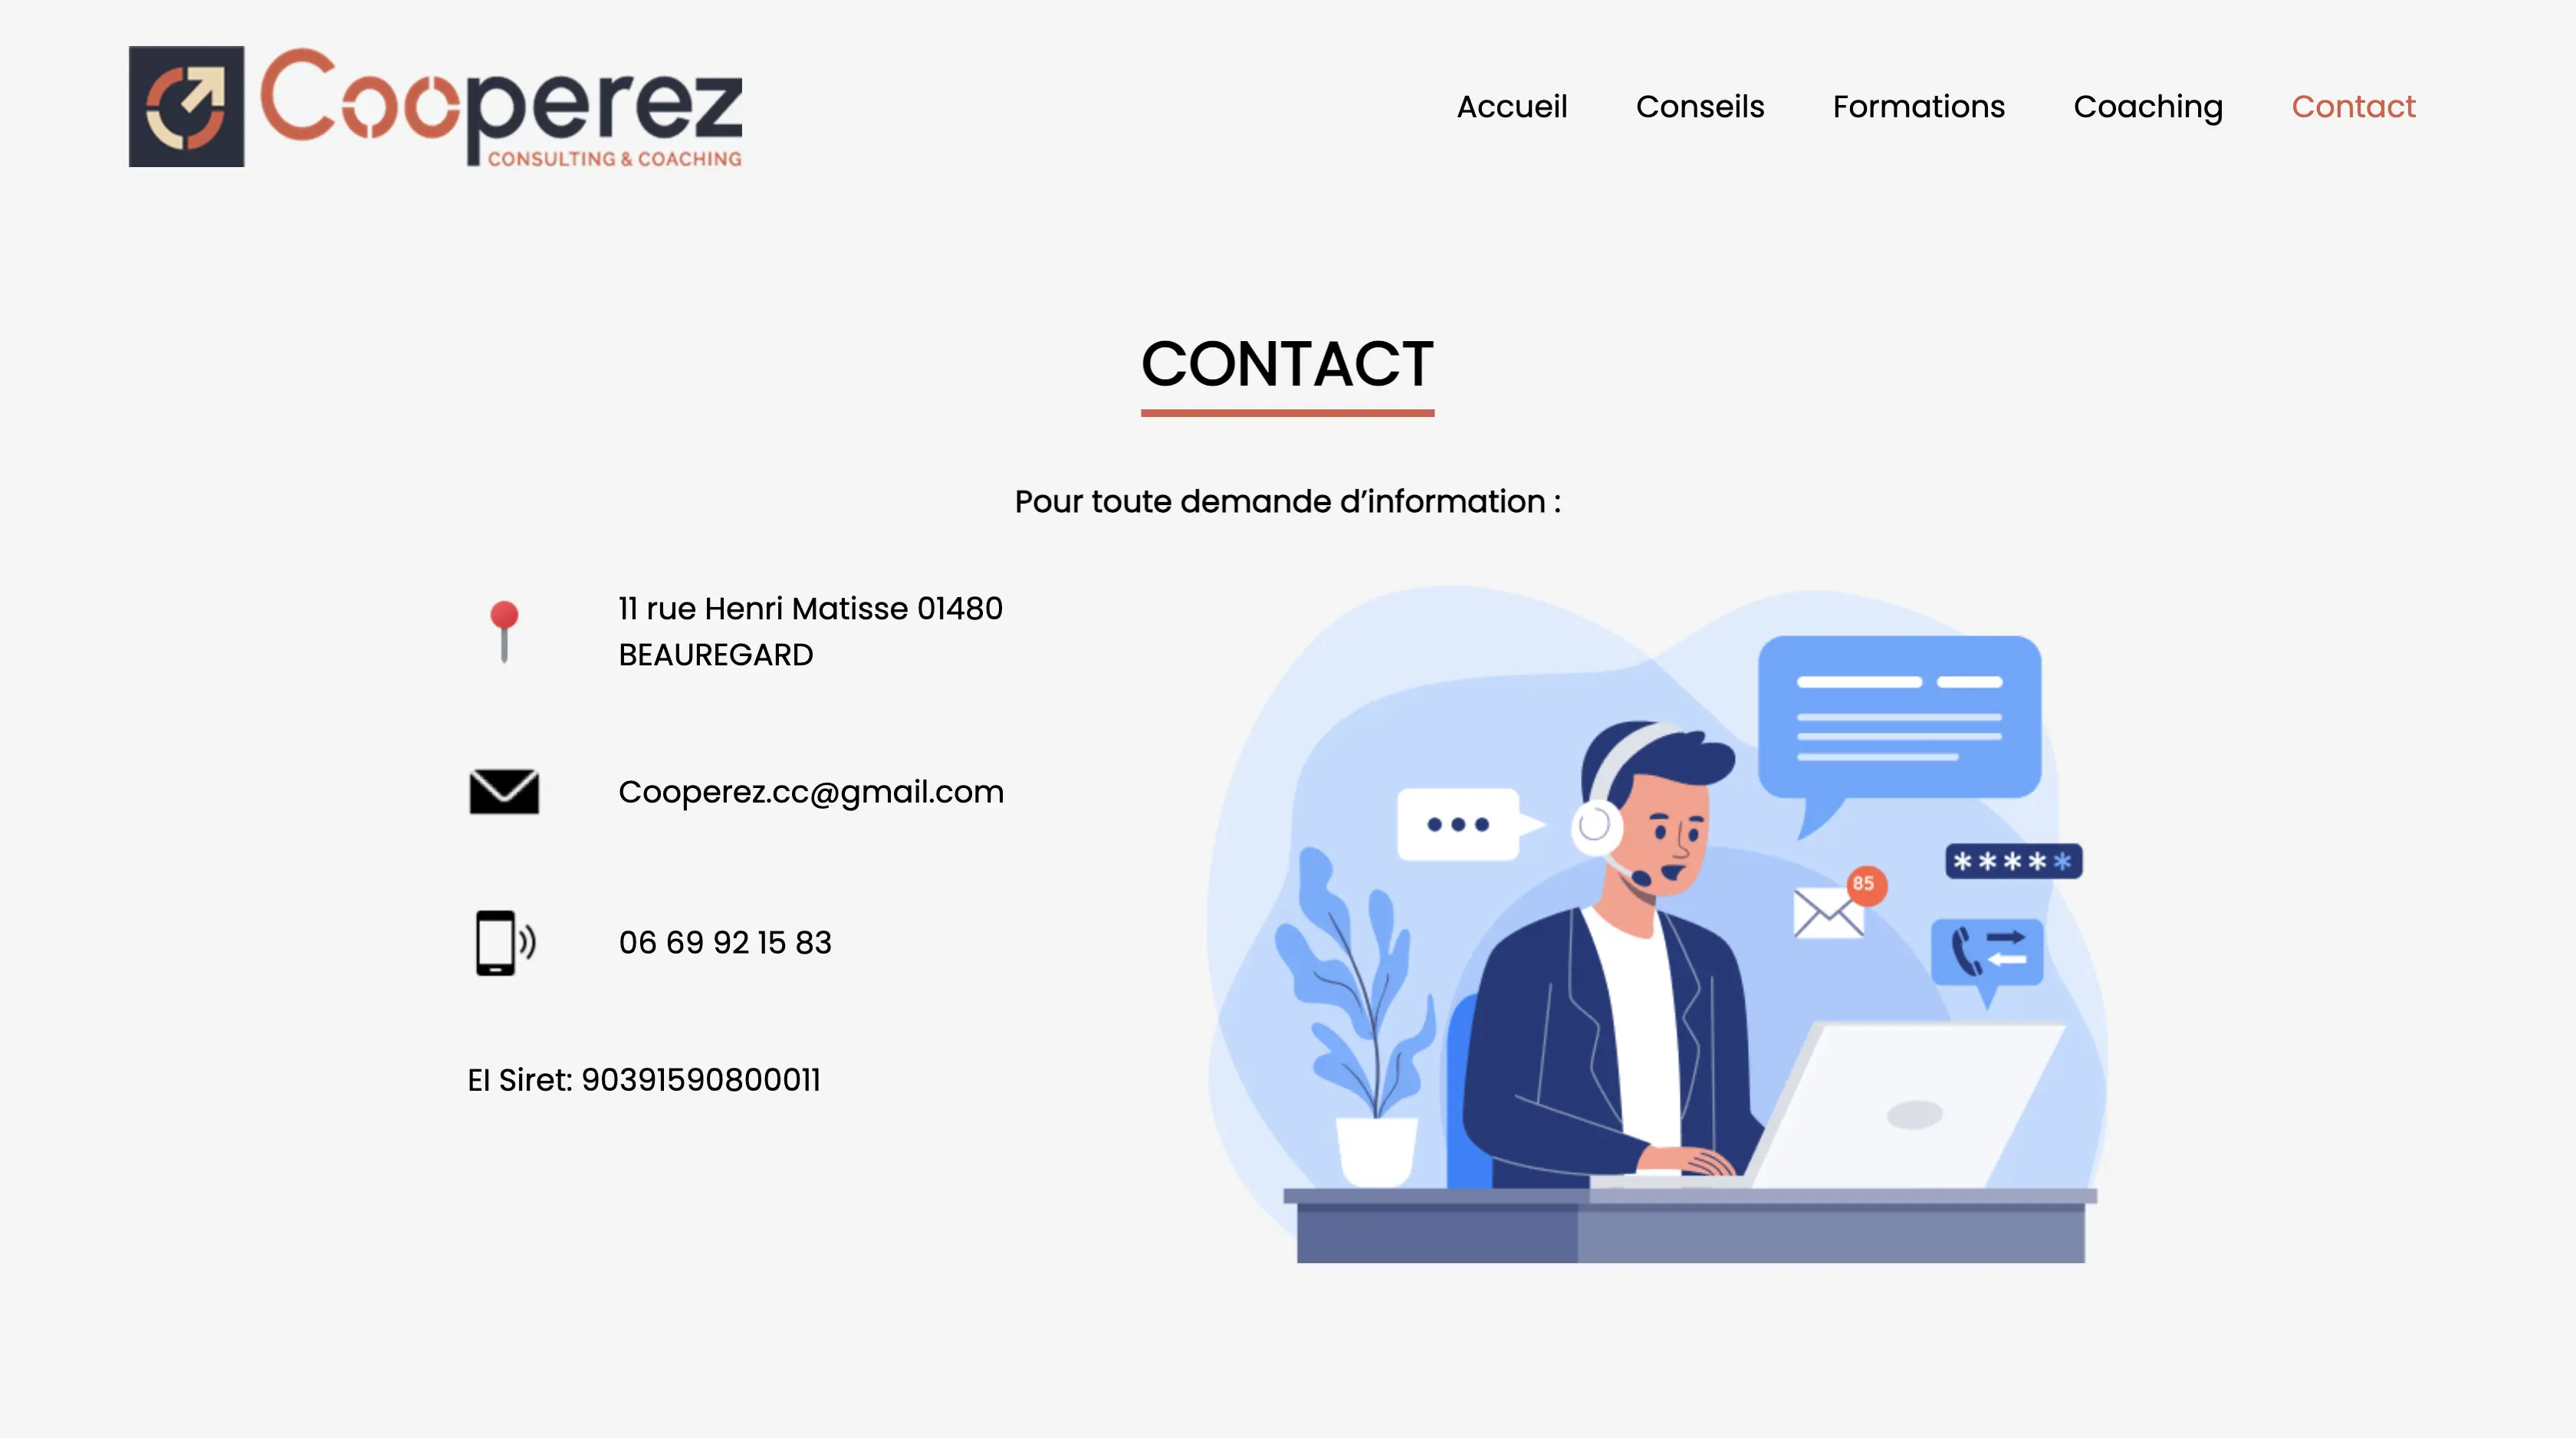 Cooperez
CONSULTING & COACHING
Accueil Conseils Formations Coaching Contact
CONTACT
Pour toute demande d’information :
11 rue Henri Matisse 01480
BEAUREGARD
Cooperez.cc@gmail.com
06 69 92 15 83
EI Siret: 90391590800011
85
*****